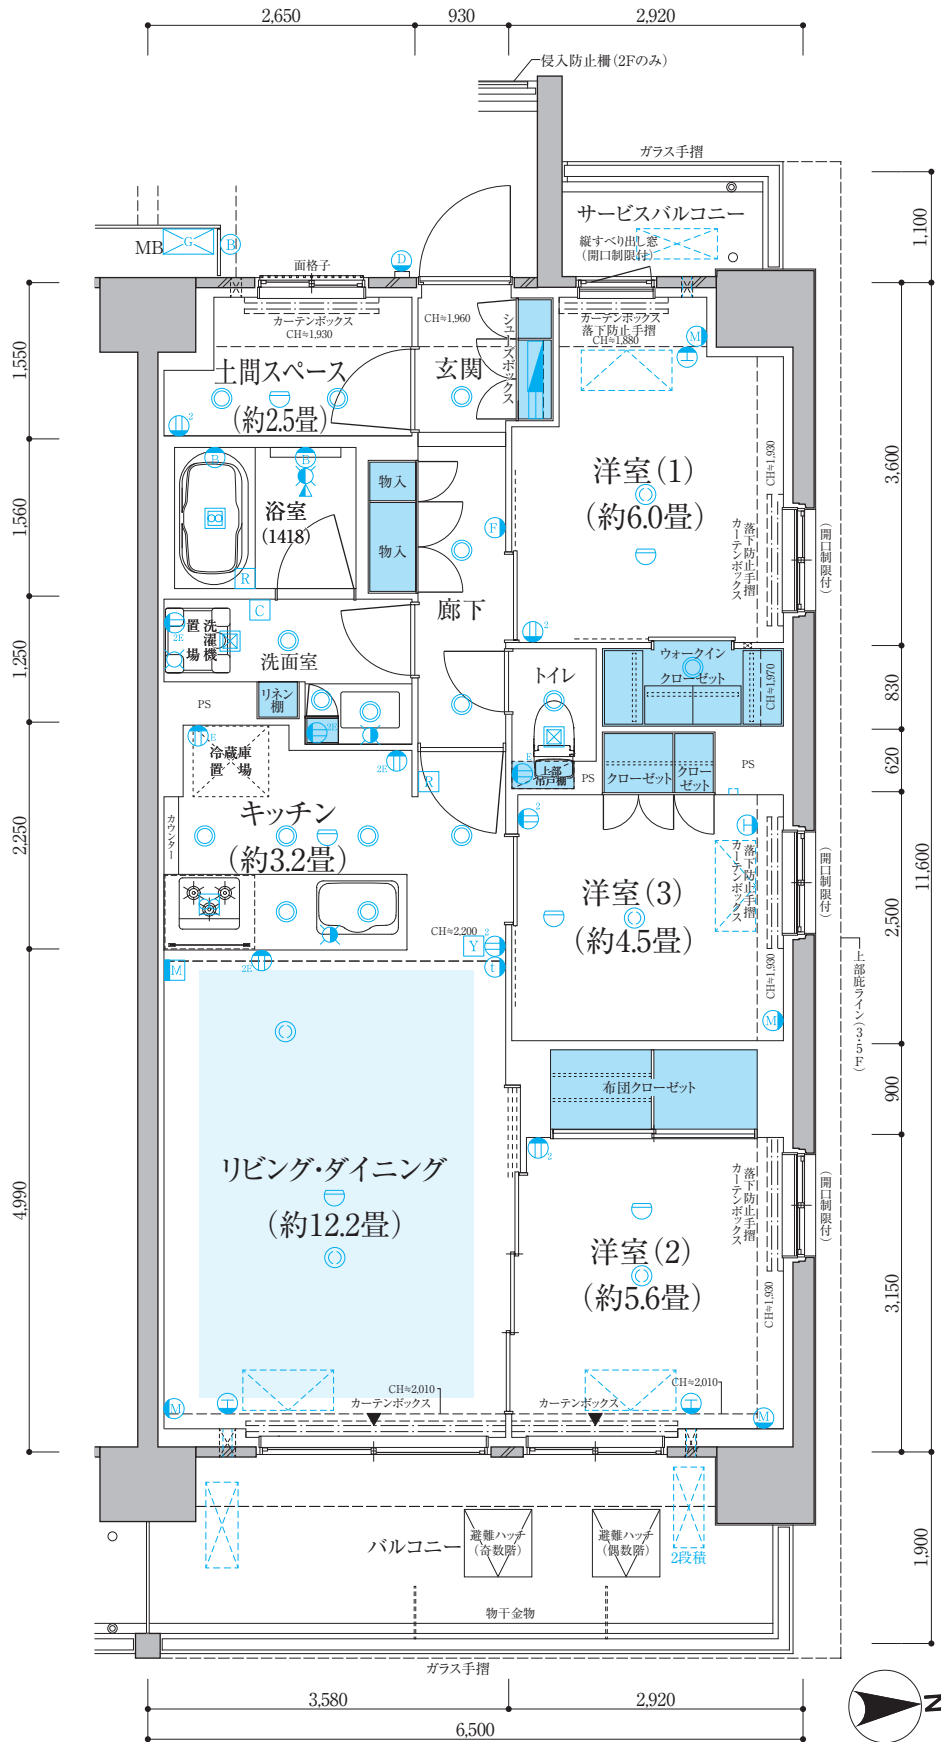 2,650
930
2,920
侵入防止柵(2Fのみ)
ガラス手摺
サービスバルコニー
縦すべり出し窓
(開口制限付)
1,100
MB
G
B
D
面格子
カーテンボックス
CH≒1,930
CH≒1,960
シューズボックス
カーテンボックス
落下防止手摺
CH≒1,880
M
土間スペース
(約2.5畳)
2
玄関
1,550
3,600
CH≒1,930
洋室(1)
(約6.0畳)
落下防止手摺
カーテンボックス
(開口制限付)
B
B
浴室
(1418)
R
物入
物入
F
1,560
廊下
2
C
洗濯機
置場
2E
洗面室
1,250
トイレ
ウォークイン
クローゼット
CH≒1,970
830
PS
リネン
棚
2E
E
冷蔵庫
置場
2E
R
E
上部
吊戸棚
PS
クローゼット
クロー
ゼット
PS
620
キッチン
(約3.2畳)
カウンター
2,250
2
洋室(3)
(約4.5畳)
落下防止手摺
カーテンボックス
(開口制限付)
CH≒1,930
M
2,500
11,600
CH≒2,200
Y
2
t
M
2E
上部庇ライン(3・5F)
900
布団クローゼット
2
リビング・ダイニング
(約12.2畳)
4,990
洋室(2)
(約5.6畳)
落下防止手摺
カーテンボックス
(開口制限付)
CH≒1,930
3,150
M
CH≒2,010
カーテンボックス
CH≒2,010
カーテンボックス
M
バルコニー
避難ハッチ
(奇数階)
避難ハッチ
(偶数階)
2段積
1,900
物干金物
ガラス手摺
3,580
2,920
6,500
N